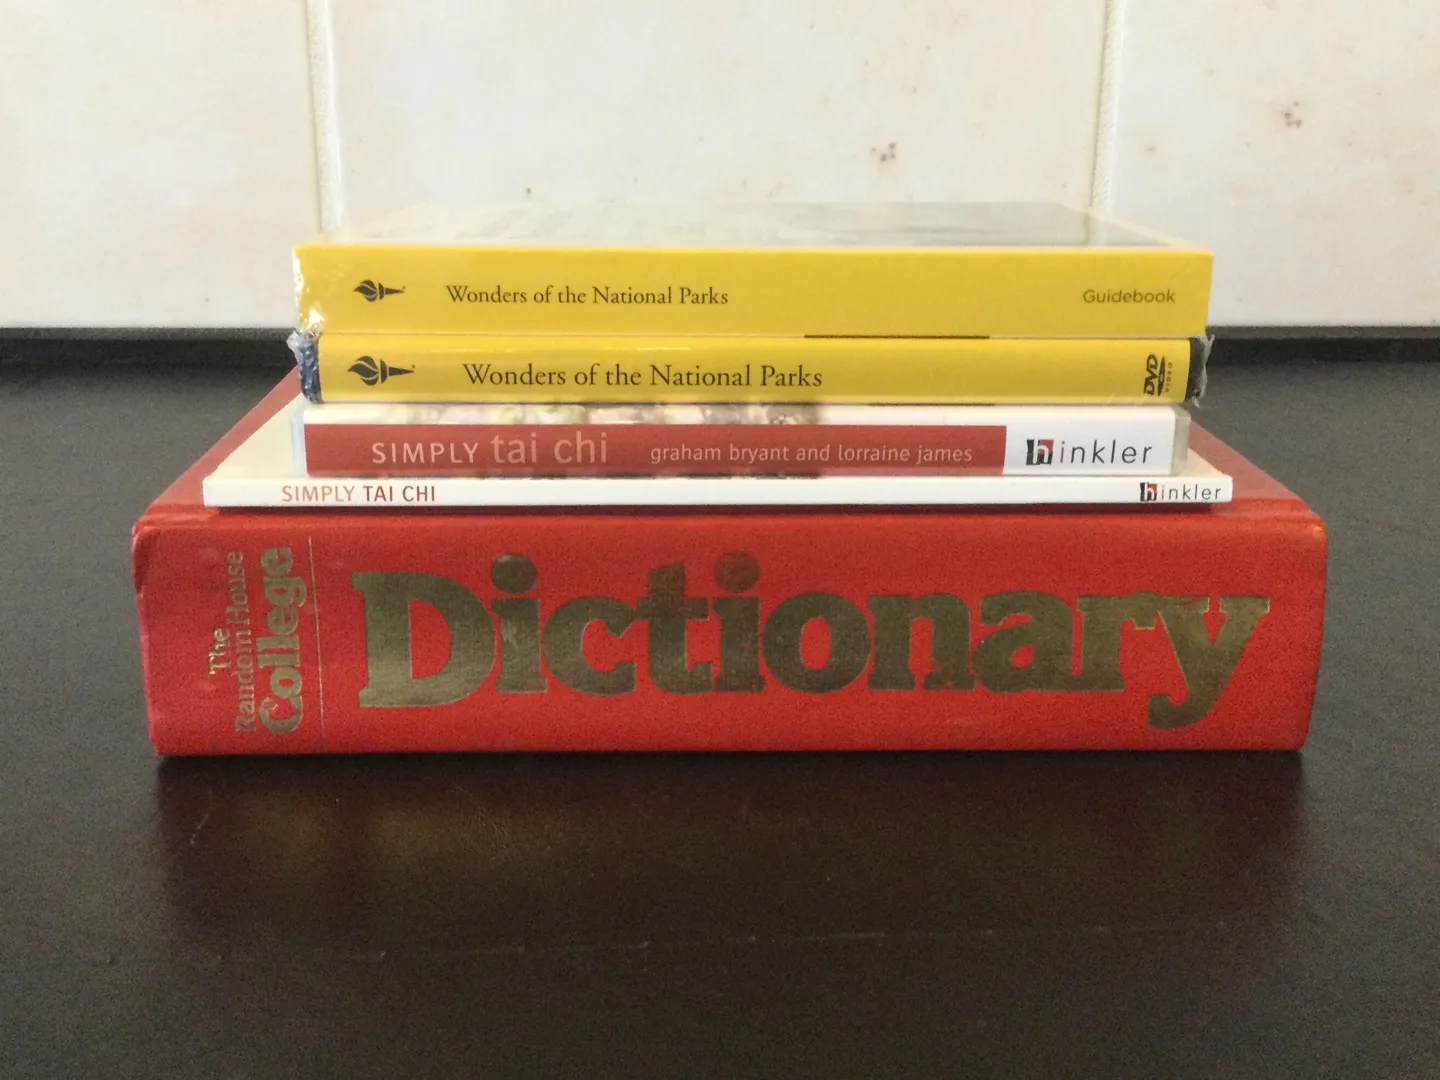 Wonders of the National Parks
Guidebook
Wonders of the National Parks
DVD
VIDEO
SIMPLY tai chi graham bryant and lorraine james hinkler
SIMPLY TAI CHI hinkler
The
Random House
College
Dictionary